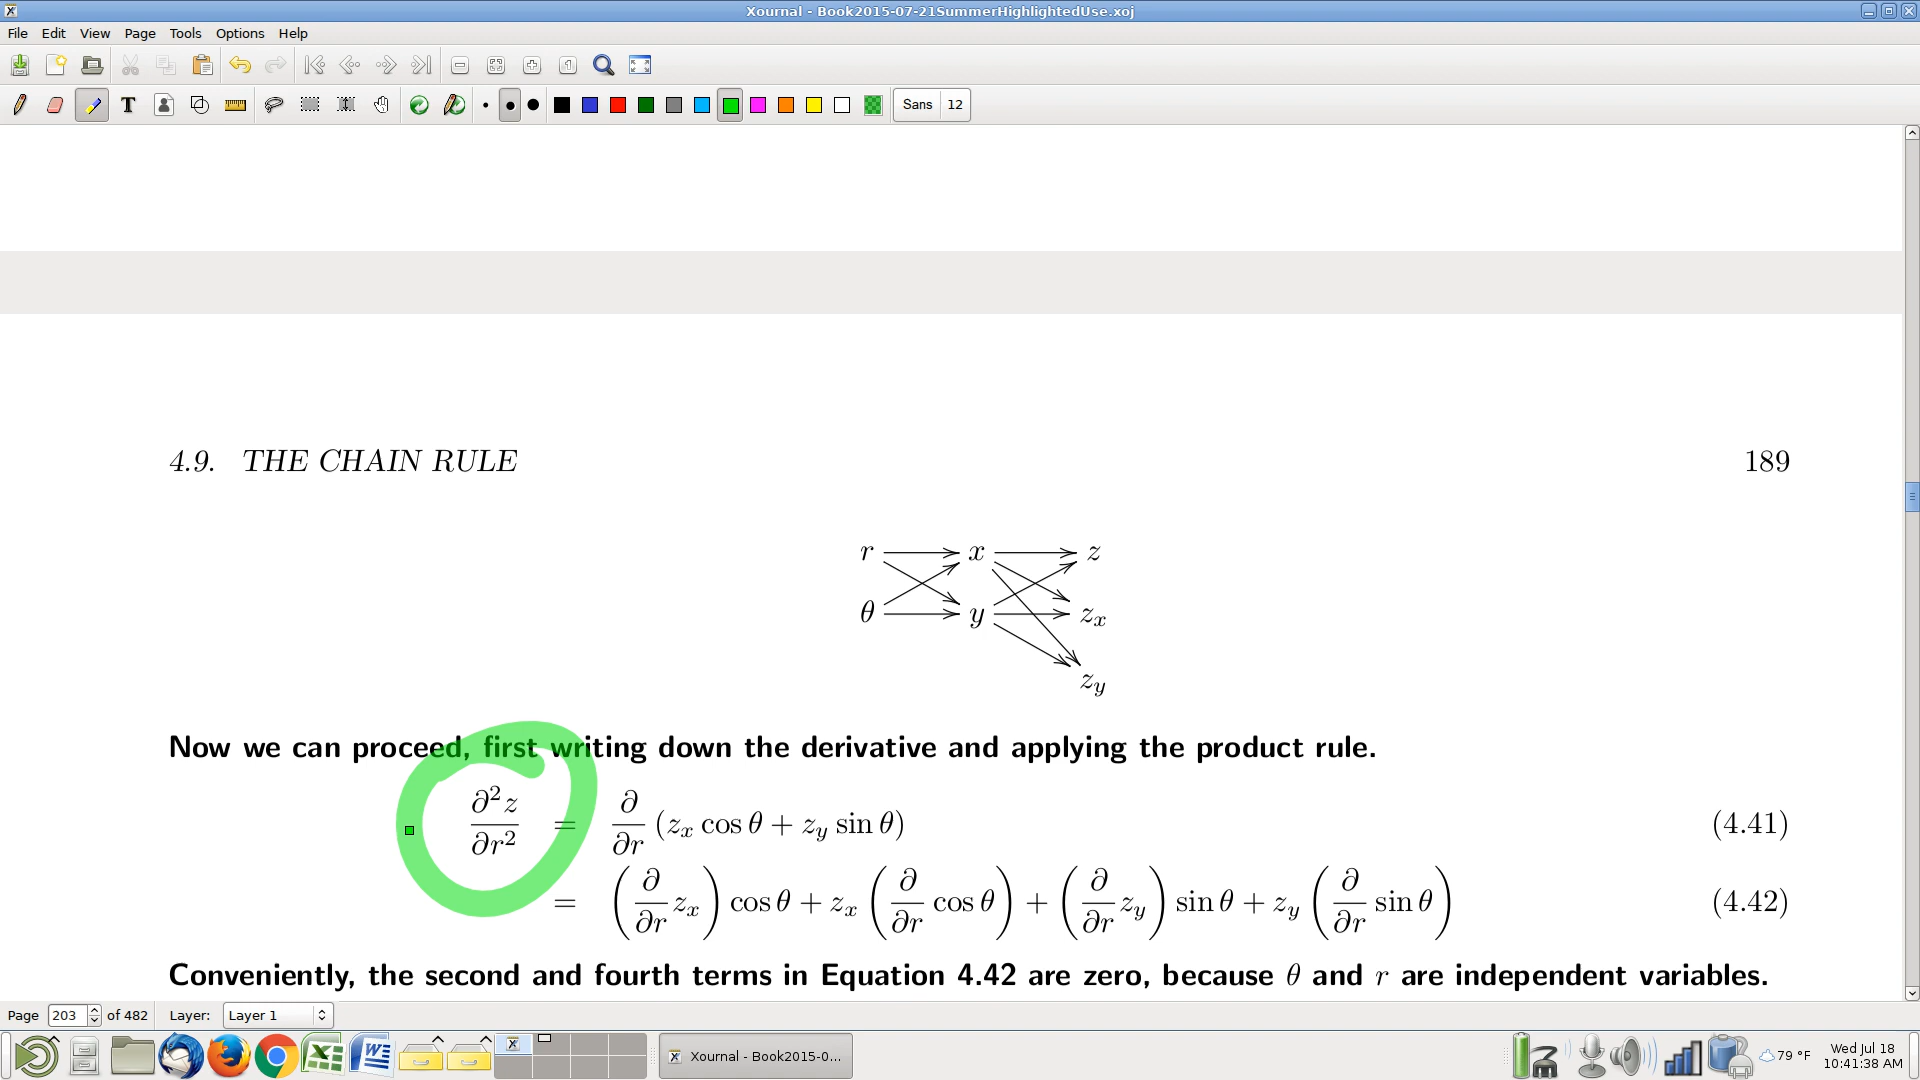 Xournal - Book2015-07-21SummerHighlightedUse.xoj
File Edit View Page Tools Options Help
Sans 12
4.9. THE CHAIN RULE 189
r x z
θ y z_x
z_y
Now we can proceed, first writing down the derivative and applying the product rule.
∂²z/∂r² = ∂/∂r (z_x cos θ + z_y sin θ) (4.41)
= (∂/∂r z_x) cos θ + z_x (∂/∂r cos θ) + (∂/∂r z_y) sin θ + z_y (∂/∂r sin θ) (4.42)
Conveniently, the second and fourth terms in Equation 4.42 are zero, because θ and r are independent variables.
Page 203 of 482 Layer: Layer 1
Xournal - Book2015-0...
79 °F
Wed Jul 18
10:41:38 AM